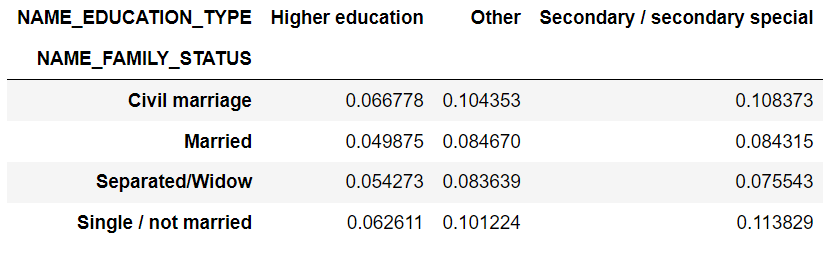 NAME_EDUCATION_TYPE Higher education Other Secondary / secondary special
NAME_FAMILY_STATUS
Civil marriage 0.066778 0.104353 0.108373
Married 0.049875 0.084670 0.084315
Separated/Widow 0.054273 0.083639 0.075543
Single / not married 0.062611 0.101224 0.113829